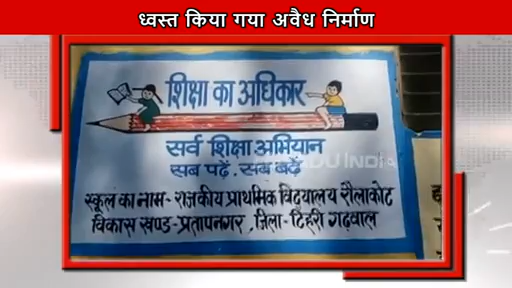 ध्वस्त किया गया अवैध निर्माण
शिक्षा का अधिकार
सर्व शिक्षा अभियान
सब पढ़ें, सब बढ़ें
स्कूल का नाम- राजकीय प्राथमिक विद्यालय रौलाकोट
विकास खण्ड-प्रतापनगर, जिला-टिहरी गढ़वाल